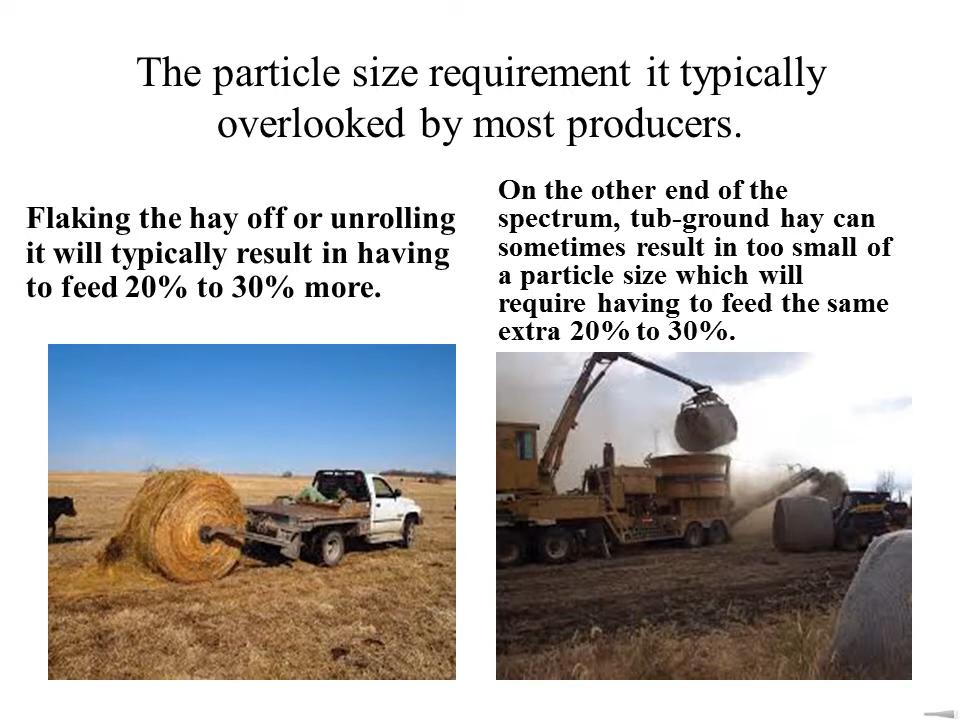 The particle size requirement it typically
overlooked by most producers.
Flaking the hay off or unrolling
it will typically result in having
to feed 20% to 30% more.
On the other end of the
spectrum, tub-ground hay can
sometimes result in too small of
a particle size which will
require having to feed the same
extra 20% to 30%.